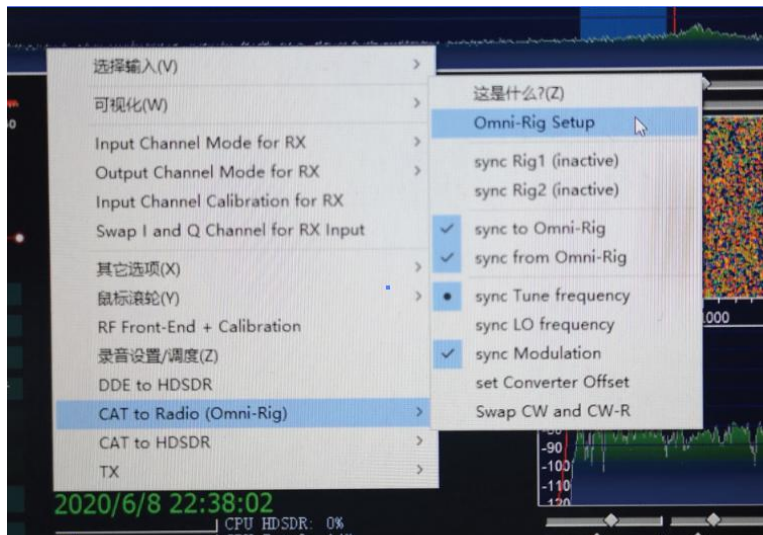 选择输入(V)
可视化(W)
Input Channel Mode for RX
Output Channel Mode for RX
Input Channel Calibration for RX
Swap I and Q Channel for RX Input
其它选项(X)
鼠标滚轮(Y)
RF Front-End + Calibration
录音设置/调度(Z)
DDE to HDSDR
CAT to Radio (Omni-Rig)
CAT to HDSDR
TX
这是什么?(Z)
Omni-Rig Setup
sync Rig1 (inactive)
sync Rig2 (inactive)
sync to Omni-Rig
sync from Omni-Rig
sync Tune frequency
sync LO frequency
sync Modulation
set Converter Offset
Swap CW and CW-R
1000
-90
-100
-110
2020/6/8 22:38:02
CPU HDSDR: 0%